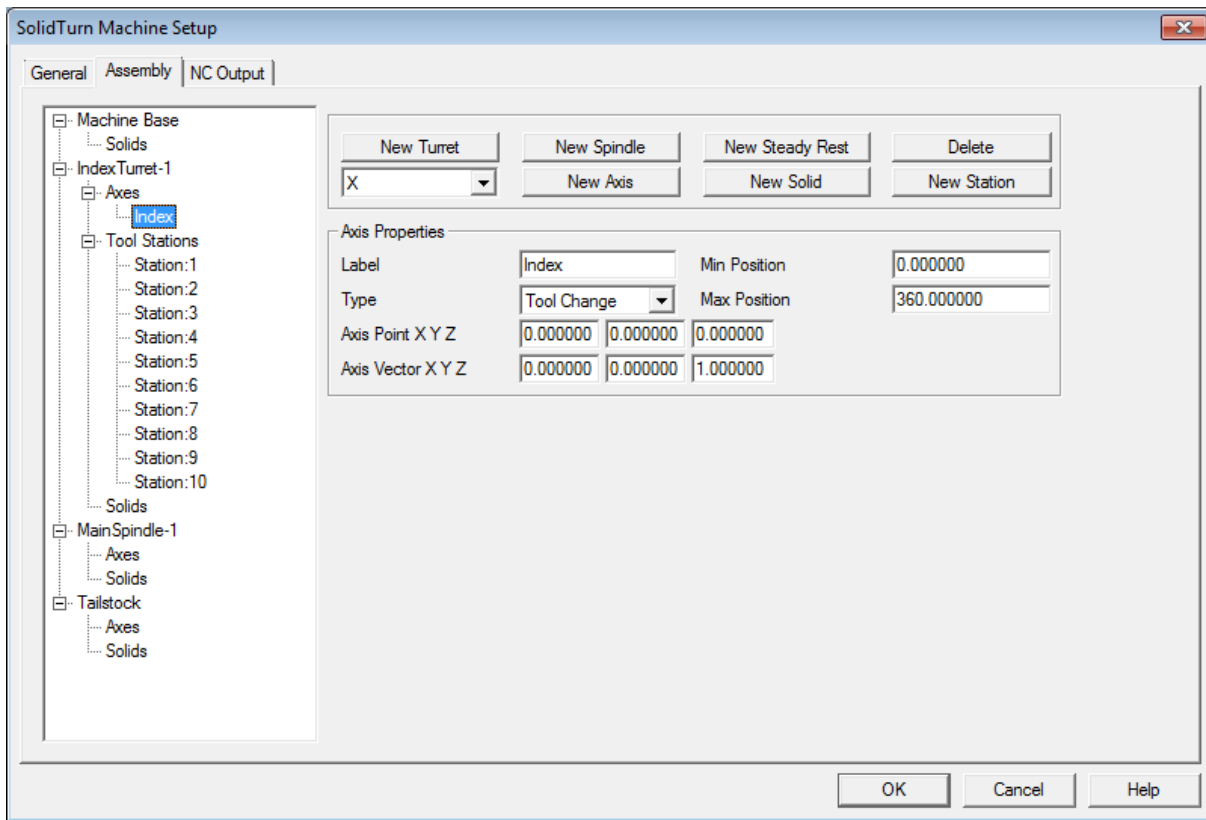 SolidTurn Machine Setup
General Assembly NC Output
Machine Base
Solids
IndexTurret-1
Axes
Index
Tool Stations
Station:1
Station:2
Station:3
Station:4
Station:5
Station:6
Station:7
Station:8
Station:9
Station:10
Solids
MainSpindle-1
Axes
Solids
Tailstock
Axes
Solids
New Turret New Spindle New Steady Rest Delete
X New Axis New Solid New Station
Axis Properties
Label Index Min Position 0.000000
Type Tool Change Max Position 360.000000
Axis Point X Y Z 0.000000 0.000000 0.000000
Axis Vector X Y Z 0.000000 0.000000 1.000000
OK Cancel Help